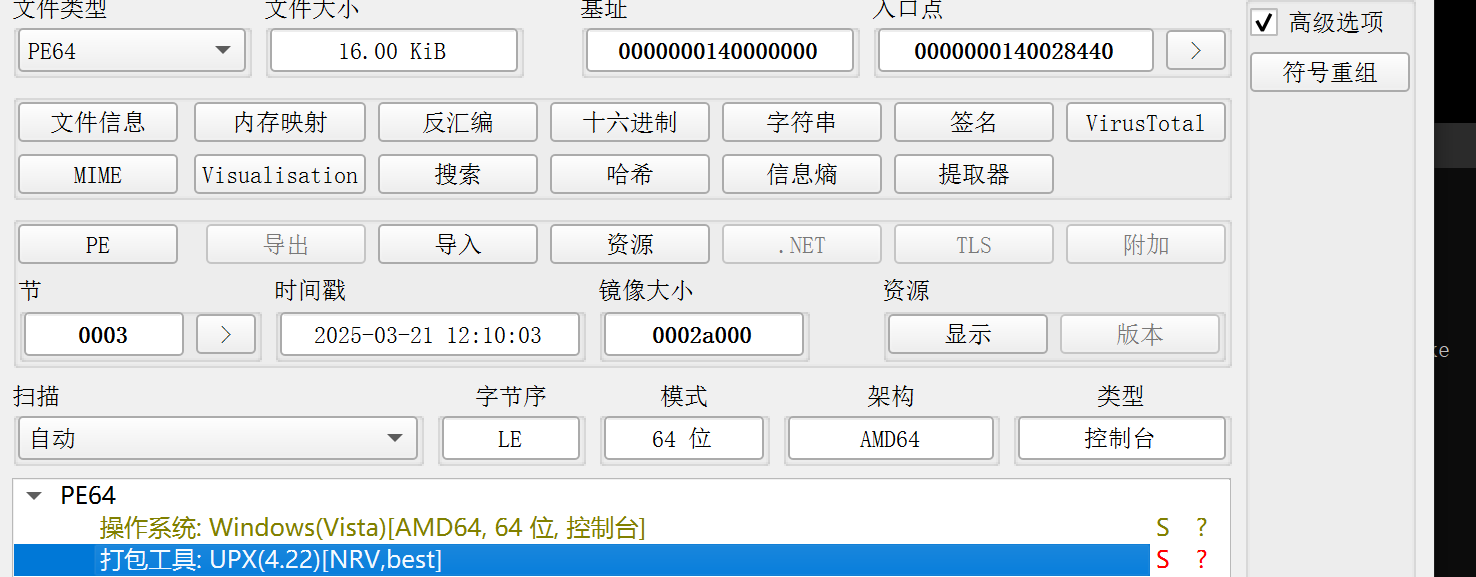 文件类型 文件大小 基址 入口点
PE64 16.00 KiB 0000000140000000 0000000140028440 >
高级选项
符号重组
文件信息 内存映射 反汇编 十六进制 字符串 签名 VirusTotal
MIME Visualisation 搜索 哈希 信息熵 提取器
PE 导出 导入 资源 .NET TLS 附加
节 时间戳 镜像大小 资源
0003 > 2025-03-21 12:10:03 0002a000 显示 版本
扫描 字节序 模式 架构 类型
自动 LE 64 位 AMD64 控制台
PE64
操作系统: Windows(Vista)[AMD64, 64 位, 控制台] S ?
打包工具: UPX(4.22)[NRV,best] S ?